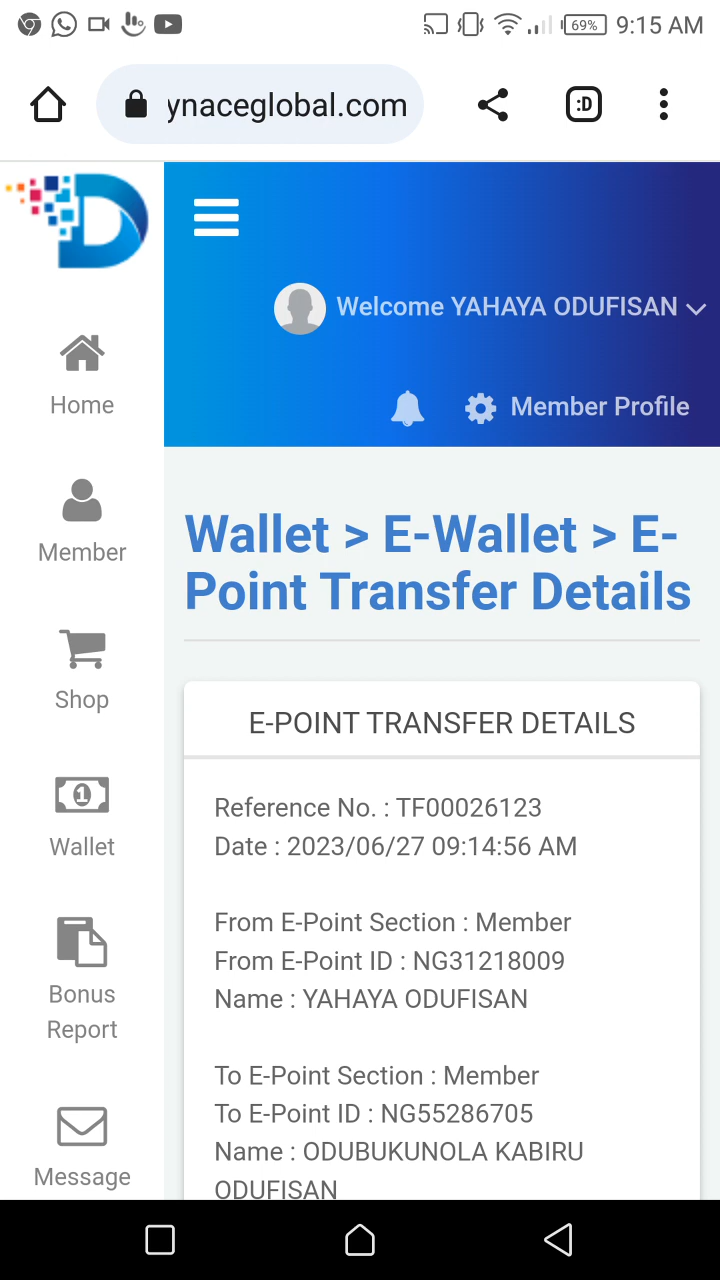 69% 9:15 AM
ynaceglobal.com :D
Welcome YAHAYA ODUFISAN
Member Profile
Home
Member
Shop
Wallet
Bonus
Report
Message
Wallet > E-Wallet > E-
Point Transfer Details
E-POINT TRANSFER DETAILS
Reference No. : TF00026123
Date : 2023/06/27 09:14:56 AM
From E-Point Section : Member
From E-Point ID : NG31218009
Name : YAHAYA ODUFISAN
To E-Point Section : Member
To E-Point ID : NG55286705
Name : ODUBUKUNOLA KABIRU
ODUFISAN